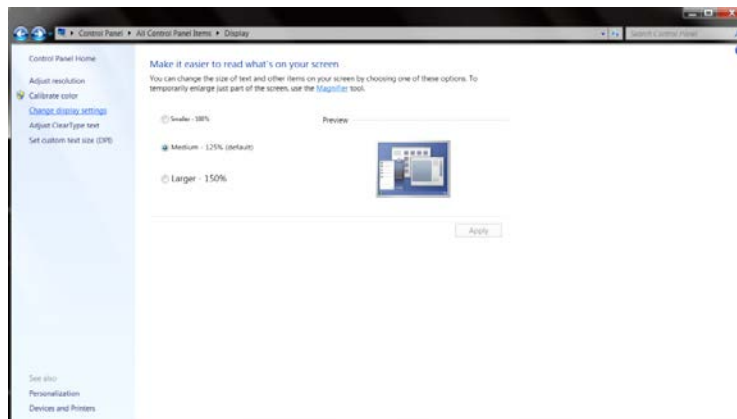 Control Panel ▸ All Control Panel Items ▸ Display
Search Control Panel
Control Panel Home
Adjust resolution
Calibrate color
Change display settings
Adjust ClearType text
Set custom text size (DPI)
See also
Personalization
Devices and Printers
Make it easier to read what's on your screen
You can change the size of text and other items on your screen by choosing one of these options. To
temporarily enlarge just part of the screen, use the Magnifier tool.
Smaller - 100%
Preview
Medium - 125% (default)
Larger - 150%
Apply